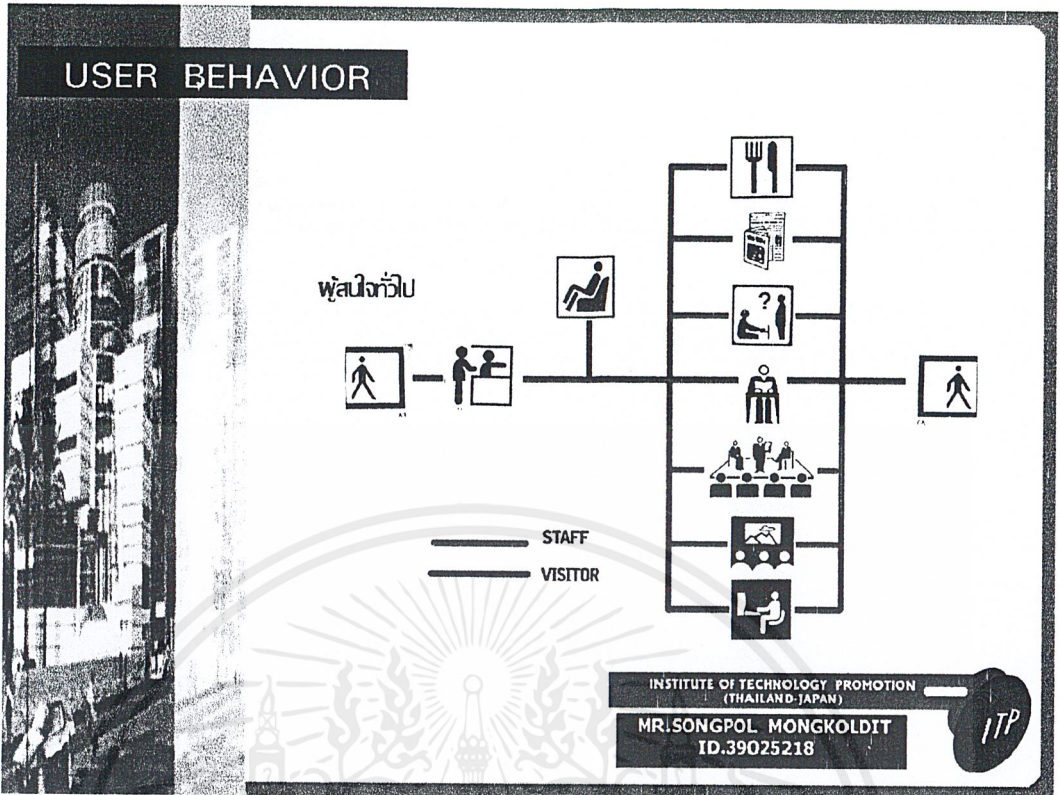 USER BEHAVIOR
ผู้สนใจทั่วไป
?
STAFF
VISITOR
INSTITUTE OF TECHNOLOGY PROMOTION
(THAILAND-JAPAN)
MR.SONGPOL MONGKOLDIT
ID.39025218
ITP